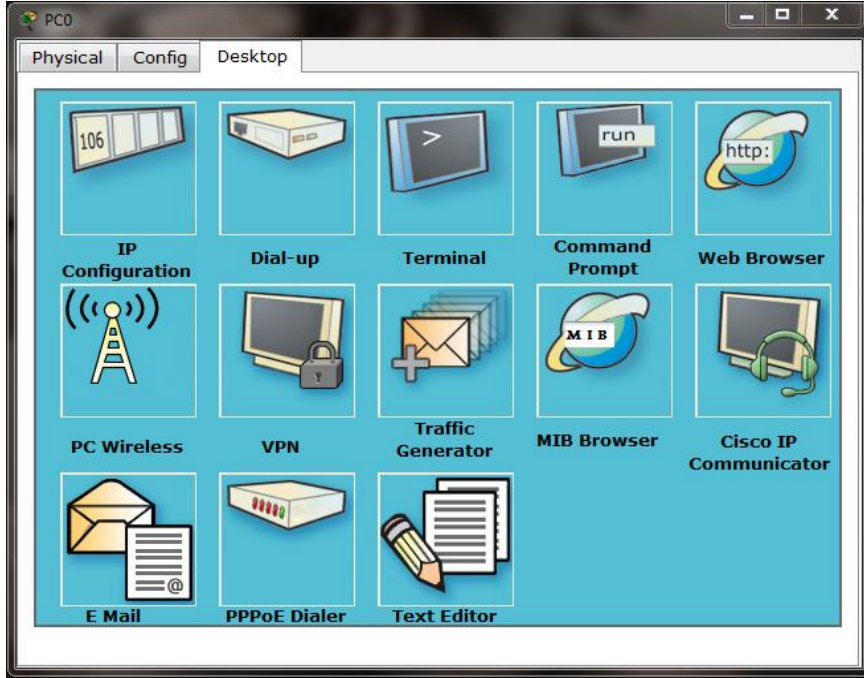 PC0
Physical Config Desktop
106
>
run
http:
IP
Configuration
Dial-up
Terminal
Command
Prompt
Web Browser
MIB
PC Wireless
VPN
Traffic
Generator
MIB Browser
Cisco IP
Communicator
@
E Mail
PPPoE Dialer
Text Editor